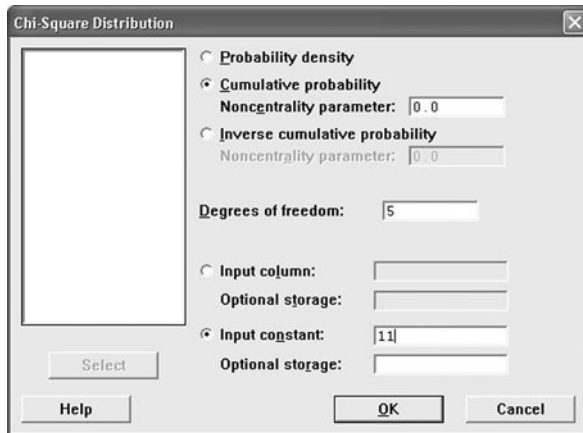 Chi-Square Distribution
Probability density
Cumulative probability
Noncentrality parameter: 0.0
Inverse cumulative probability
Noncentrality parameter: 0.0
Degrees of freedom: 5
Input column:
Optional storage:
Input constant: 11
Optional storage:
Select
Help
OK
Cancel